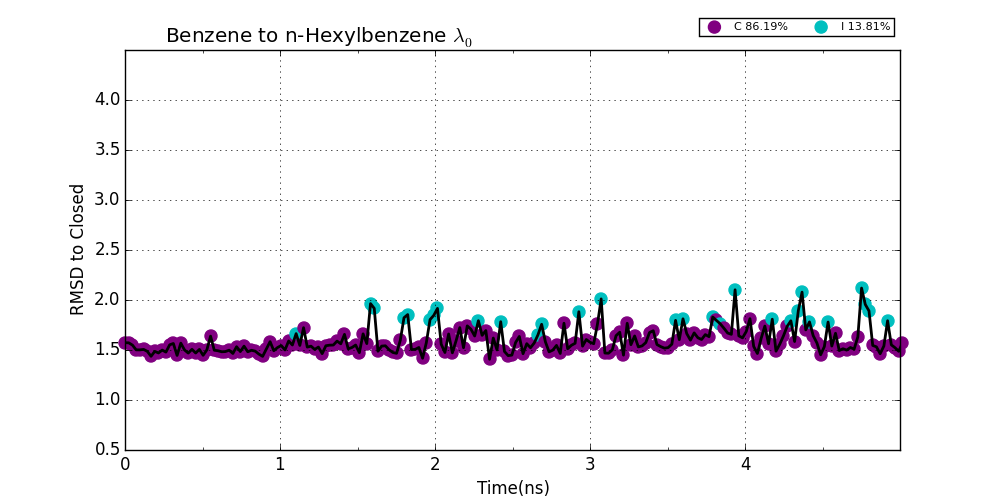 Benzene to n-Hexylbenzene λ₀
C 86.19% I 13.81%
RMSD to Closed
4.0
3.5
3.0
2.5
2.0
1.5
1.0
0.5
0 1 2 3 4
Time(ns)